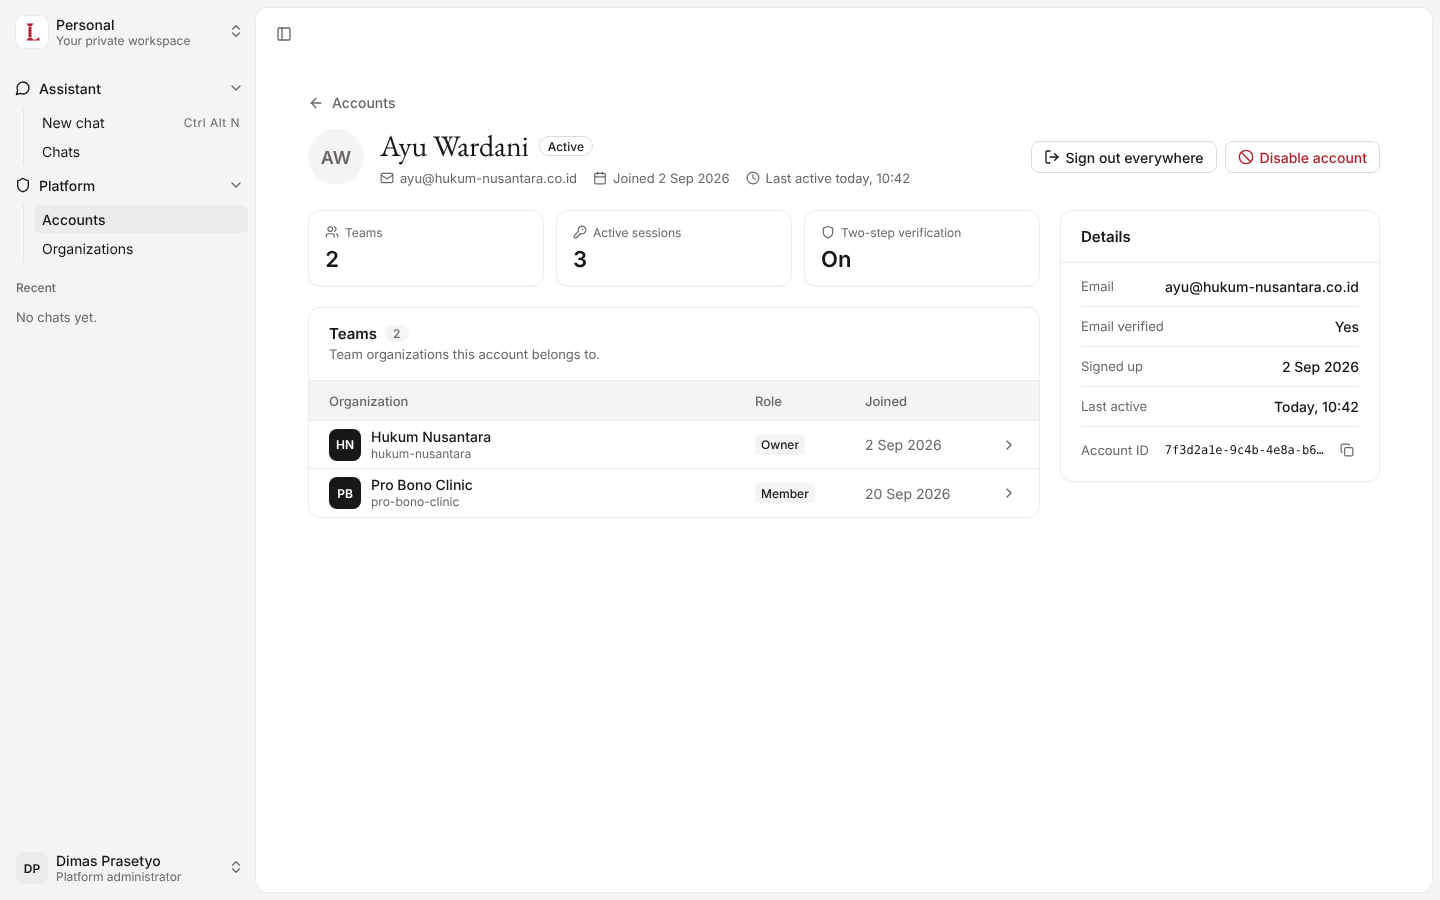 L
Personal
Your private workspace
Assistant
New chat
Ctrl Alt N
Chats
Platform
Accounts
Organizations
Recent
No chats yet.
DP
Dimas Prasetyo
Platform administrator
Accounts
AW
Ayu Wardani
Active
ayu@hukum-nusantara.co.id
Joined 2 Sep 2026
Last active today, 10:42
Sign out everywhere
Disable account
Teams
2
Active sessions
3
Two-step verification
On
Teams 2
Team organizations this account belongs to.
Organization Role Joined
HN
Hukum Nusantara
hukum-nusantara
Owner
2 Sep 2026
PB
Pro Bono Clinic
pro-bono-clinic
Member
20 Sep 2026
Details
Email ayu@hukum-nusantara.co.id
Email verified Yes
Signed up 2 Sep 2026
Last active Today, 10:42
Account ID 7f3d2a1e-9c4b-4e8a-b6…